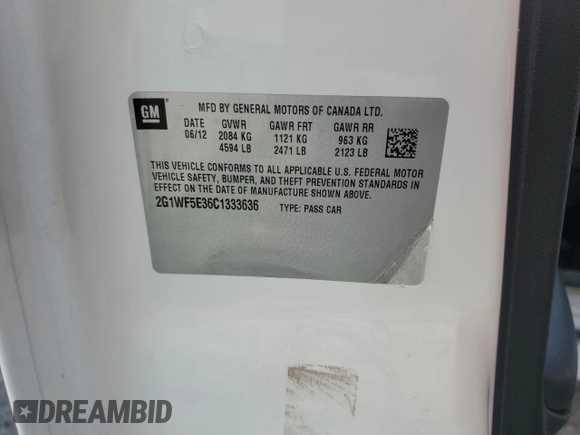 GM
MFD BY GENERAL MOTORS OF CANADA LTD.
DATE GVWR GAWR FRT GAWR RR
06/12 2084 KG 1121 KG 963 KG
4594 LB 2471 LB 2123 LB
THIS VEHICLE CONFORMS TO ALL APPLICABLE U.S. FEDERAL MOTOR
VEHICLE SAFETY, BUMPER, AND THEFT PREVENTION STANDARDS IN
EFFECT ON THE DATE OF MANUFACTURE SHOWN ABOVE.
2G1WF5E36C1333636 TYPE: PASS CAR
DREAMBID